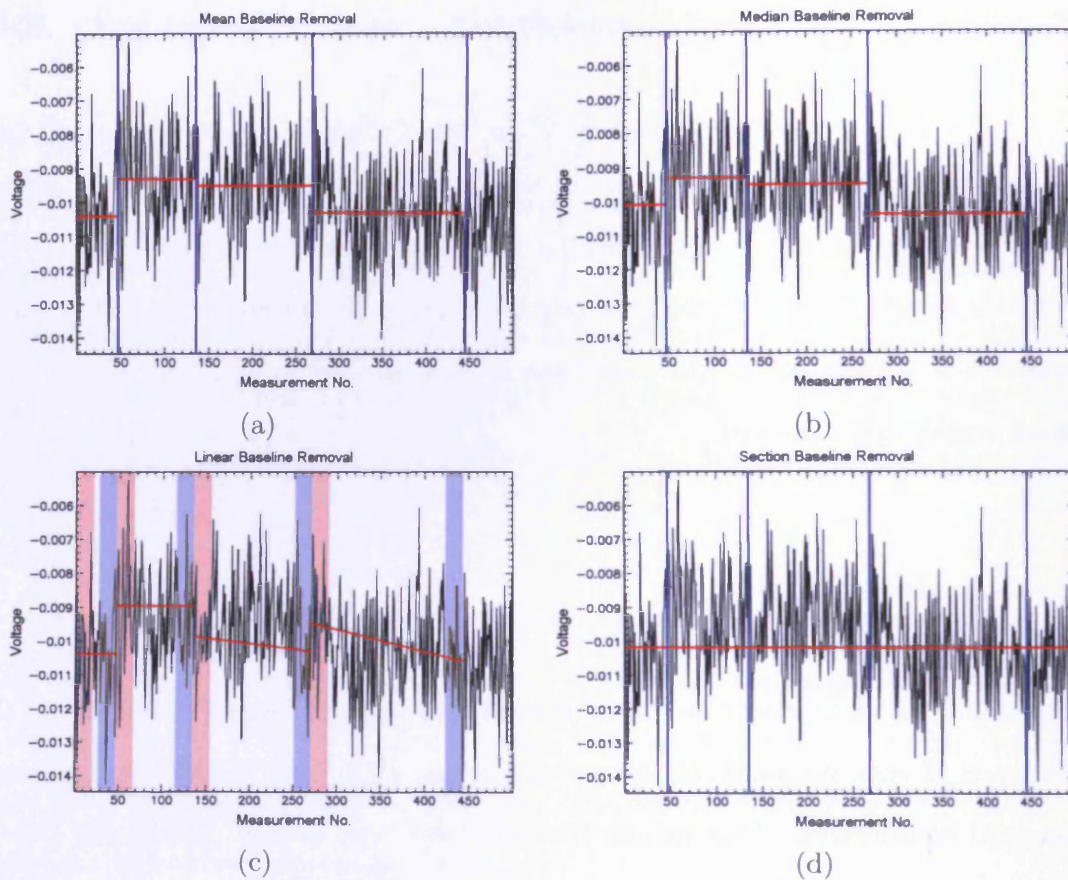 Mean Baseline Removal
−0.006
−0.007
−0.008
−0.009
−0.01
−0.011
−0.012
−0.013
−0.014
Voltage
50 100 150 200 250 300 350 400 450
Measurement No.
(a)
Median Baseline Removal
−0.006
−0.007
−0.008
−0.009
−0.01
−0.011
−0.012
−0.013
−0.014
Voltage
50 100 150 200 250 300 350 400 450
Measurement No.
(b)
Linear Baseline Removal
−0.006
−0.007
−0.008
−0.009
−0.01
−0.011
−0.012
−0.013
−0.014
Voltage
50 100 150 200 250 300 350 400 450
Measurement No.
(c)
Section Baseline Removal
−0.006
−0.007
−0.008
−0.009
−0.01
−0.011
−0.012
−0.013
−0.014
Voltage
50 100 150 200 250 300 350 400 450
Measurement No.
(d)